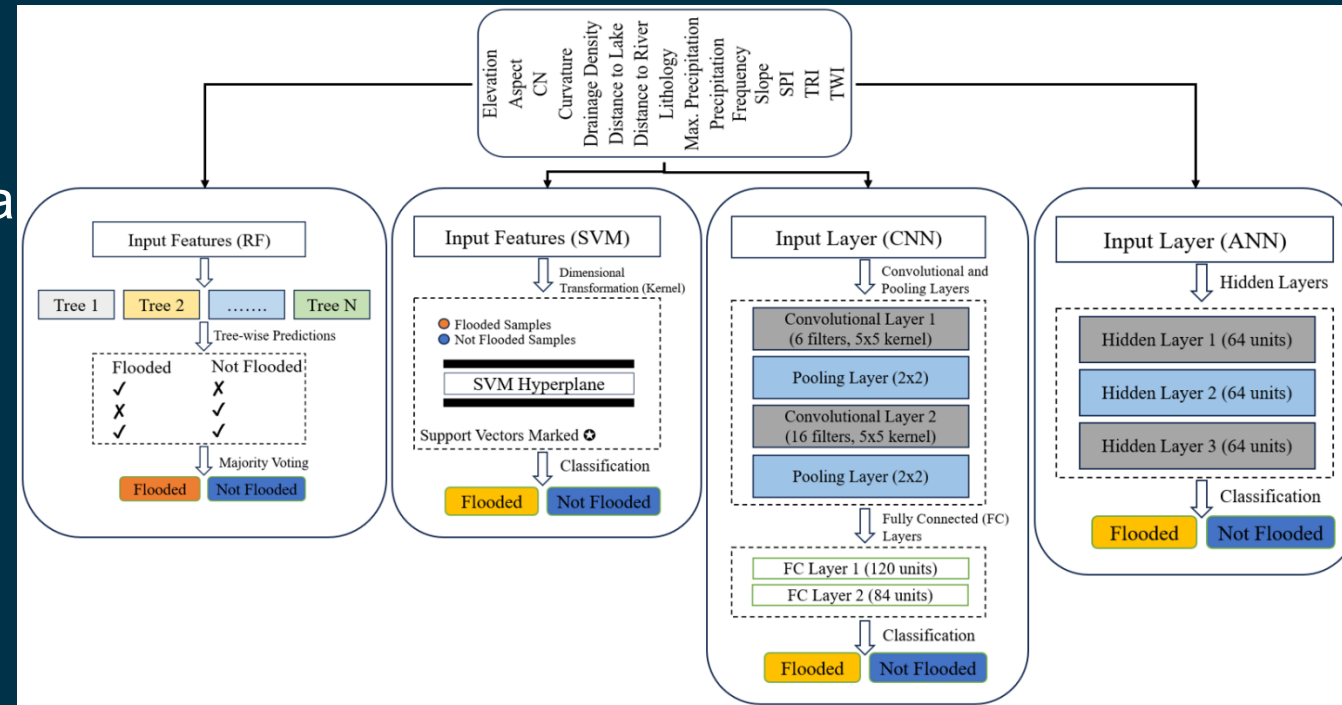 Elevation
Aspect
CN
Curvature
Drainage Density
Distance to Lake
Distance to River
Lithology
Max. Precipitation
Precipitation
Frequency
Slope
SPI
TRI
TWI
a
Input Features (RF)
Tree 1
Tree 2
.......
Tree N
Tree-wise Predictions
Flooded Not Flooded
✓ ✗
✗ ✓
✓ ✓
Majority Voting
Flooded
Not Flooded
Input Features (SVM)
Dimensional
Transformation (Kernel)
Flooded Samples
Not Flooded Samples
SVM Hyperplane
Support Vectors Marked ✪
Classification
Flooded
Not Flooded
Input Layer (CNN)
Convolutional and
Pooling Layers
Convolutional Layer 1
(6 filters, 5x5 kernel)
Pooling Layer (2x2)
Convolutional Layer 2
(16 filters, 5x5 kernel)
Pooling Layer (2x2)
Fully Connected (FC)
Layers
FC Layer 1 (120 units)
FC Layer 2 (84 units)
Classification
Flooded
Not Flooded
Input Layer (ANN)
Hidden Layers
Hidden Layer 1 (64 units)
Hidden Layer 2 (64 units)
Hidden Layer 3 (64 units)
Classification
Flooded
Not Flooded